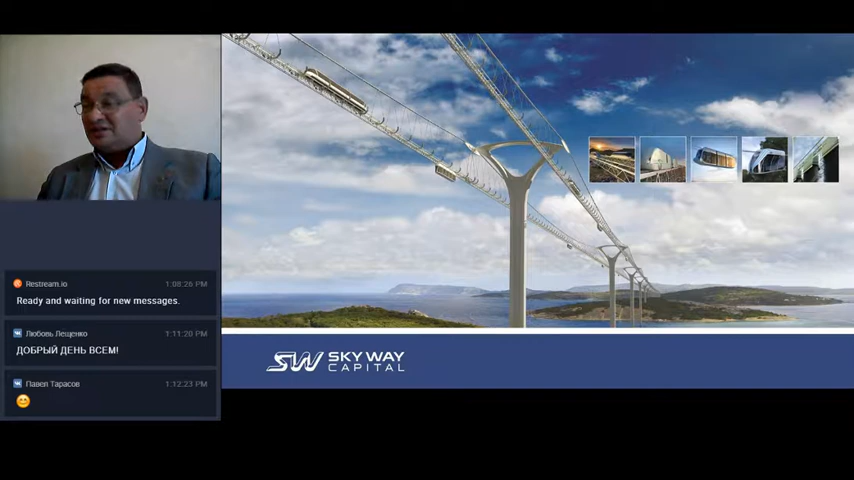 Restream.io
1:08:26 PM
Ready and waiting for new messages.
Любовь Лещенко
1:11:20 PM
ДОБРЫЙ ДЕНЬ ВСЕМ!
Павел Тарасов
1:12:23 PM
SW SKY WAY
CAPITAL